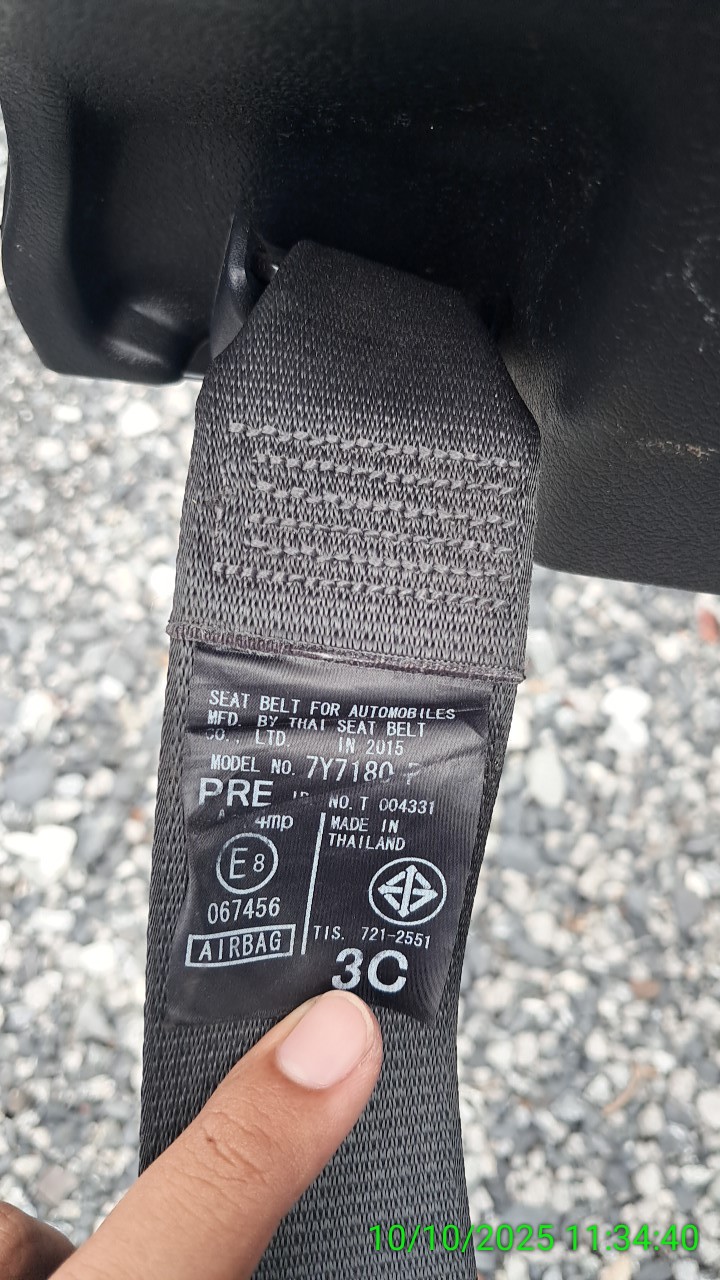 SEAT BELT FOR AUTOMOBILES
MFD. BY THAI SEAT BELT
CO., LTD. IN 2015
MODEL NO. 7Y7180
PRE
NO. T 004331
4mp
MADE IN
THAILAND
E8
067456
AIRBAG
TIS. 721-2551
3C
10/10/2025 11:34:40